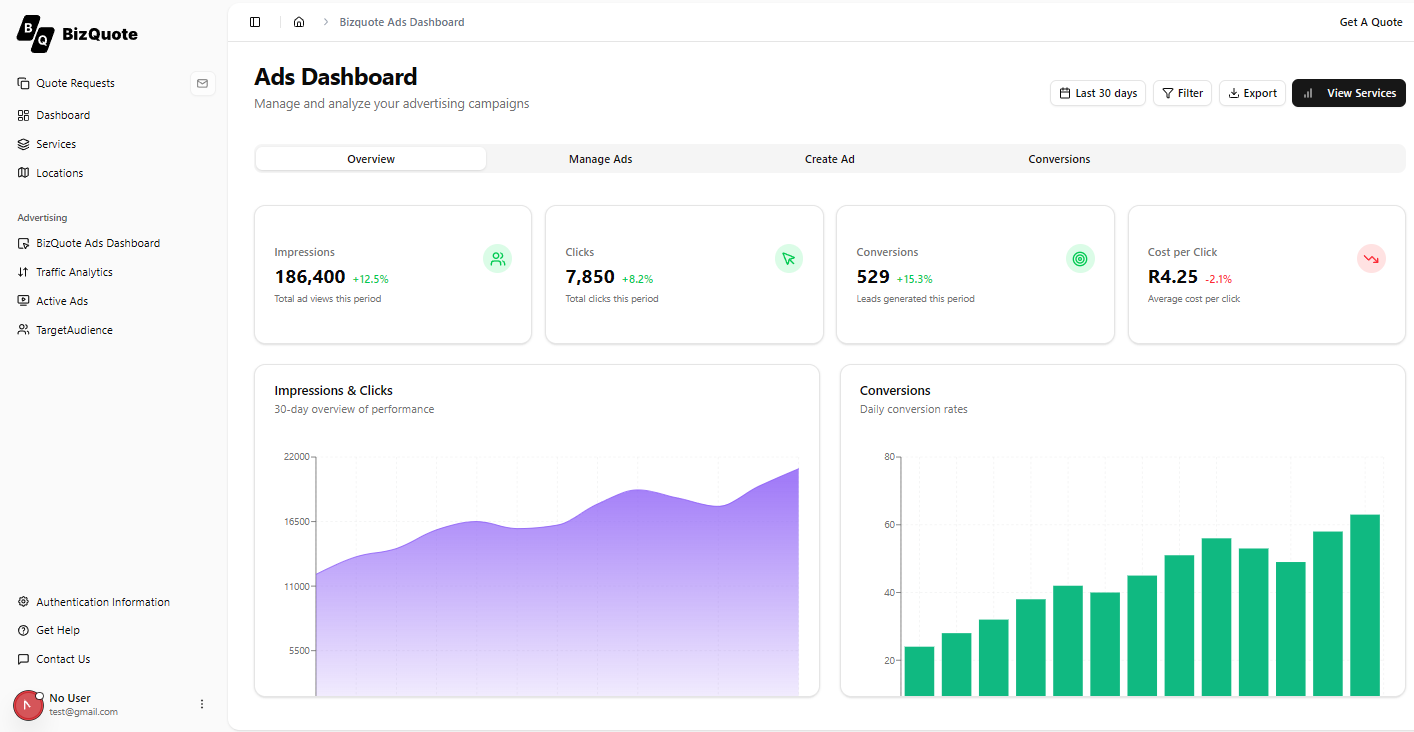 B
Q
BizQuote
Quote Requests
Dashboard
Services
Locations
Advertising
BizQuote Ads Dashboard
Traffic Analytics
Active Ads
TargetAudience
Authentication Information
Get Help
Contact Us
No User
test@gmail.com
Bizquote Ads Dashboard
Get A Quote
Ads Dashboard
Manage and analyze your advertising campaigns
Last 30 days
Filter
Export
View Services
Overview
Manage Ads
Create Ad
Conversions
Impressions
186,400 +12.5%
Total ad views this period
Clicks
7,850 +8.2%
Total clicks this period
Conversions
529 +15.3%
Leads generated this period
Cost per Click
R4.25 -2.1%
Average cost per click
Impressions & Clicks
30-day overview of performance
22000
16500
11000
5500
Conversions
Daily conversion rates
80
60
40
20